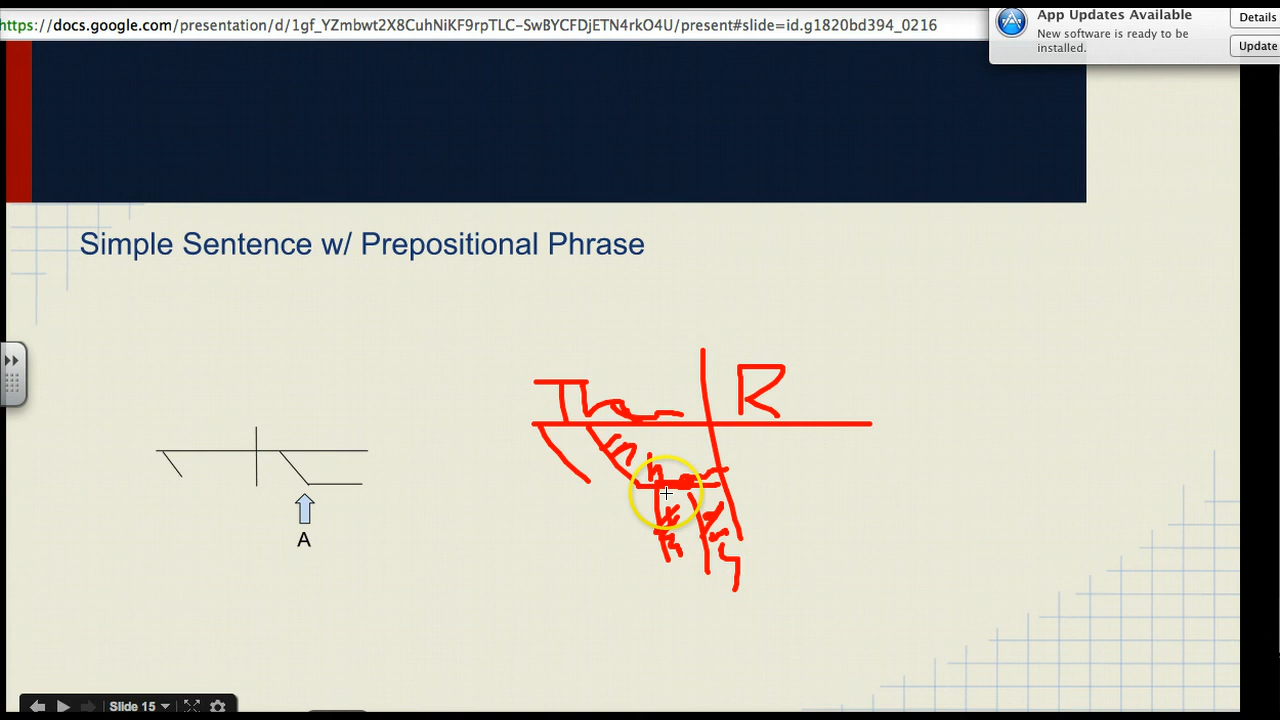 https://docs.google.com/presentation/d/1gf_YZmbwt2X8CuhNiKF9rpTLC-SwBYCFDjETN4rkO4U/present#slide=id.g1820bd394_0216
App Updates Available
New software is ready to be
installed.
Details
Update
Simple Sentence w/ Prepositional Phrase
R
A
Slide 15